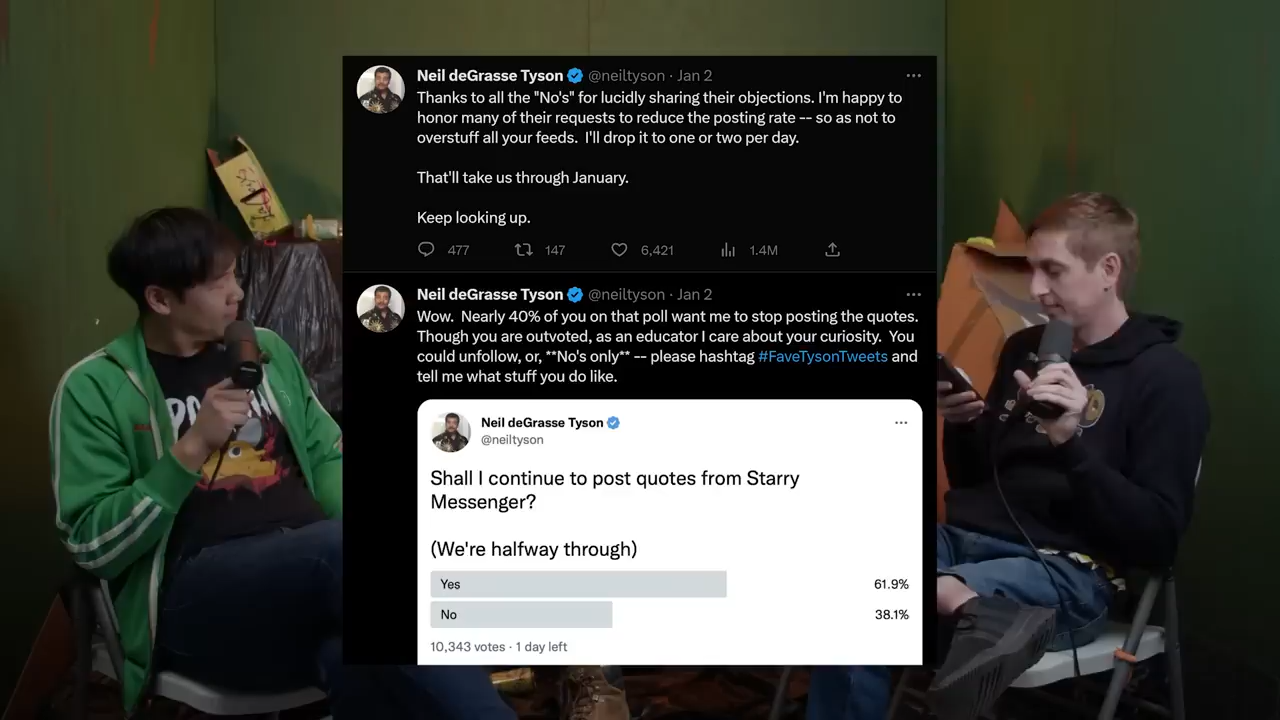 Neil deGrasse Tyson @neiltyson · Jan 2
Thanks to all the "No's" for lucidly sharing their objections. I'm happy to
honor many of their requests to reduce the posting rate -- so as not to
overstuff all your feeds.  I'll drop it to one or two per day.
That'll take us through January.
Keep looking up.
477 147 6,421 1.4M
Neil deGrasse Tyson @neiltyson · Jan 2
Wow.  Nearly 40% of you on that poll want me to stop posting the quotes.
Though you are outvoted, as an educator I care about your curiosity.  You
could unfollow, or, **No's only** -- please hashtag #FaveTysonTweets and
tell me what stuff you do like.
Neil deGrasse Tyson
@neiltyson
Shall I continue to post quotes from Starry
Messenger?
(We're halfway through)
Yes 61.9%
No 38.1%
10,343 votes · 1 day left